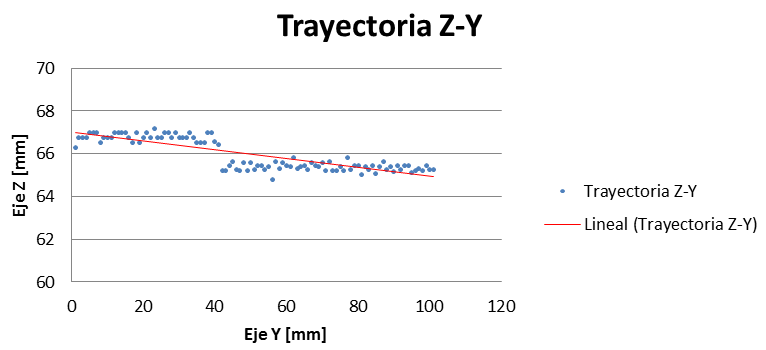 Trayectoria Z-Y
70
68
66
64
62
60
Eje Z [mm]
0 20 40 60 80 100 120
Eje Y [mm]
Trayectoria Z-Y
Lineal (Trayectoria Z-Y)